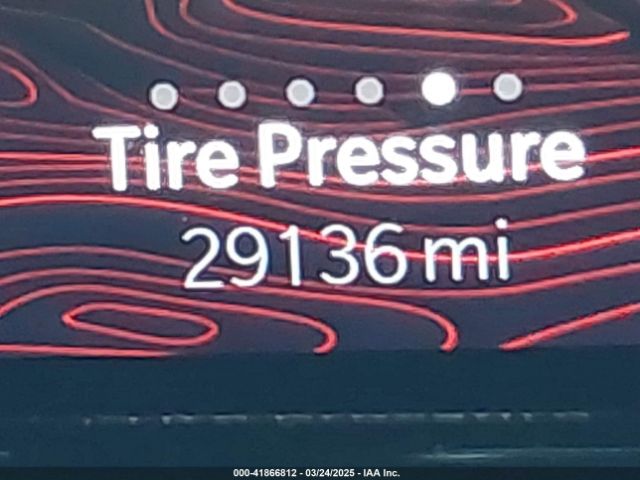 Tire Pressure
29136 mi
000-41866812 - 03/24/2025 - IAA Inc.